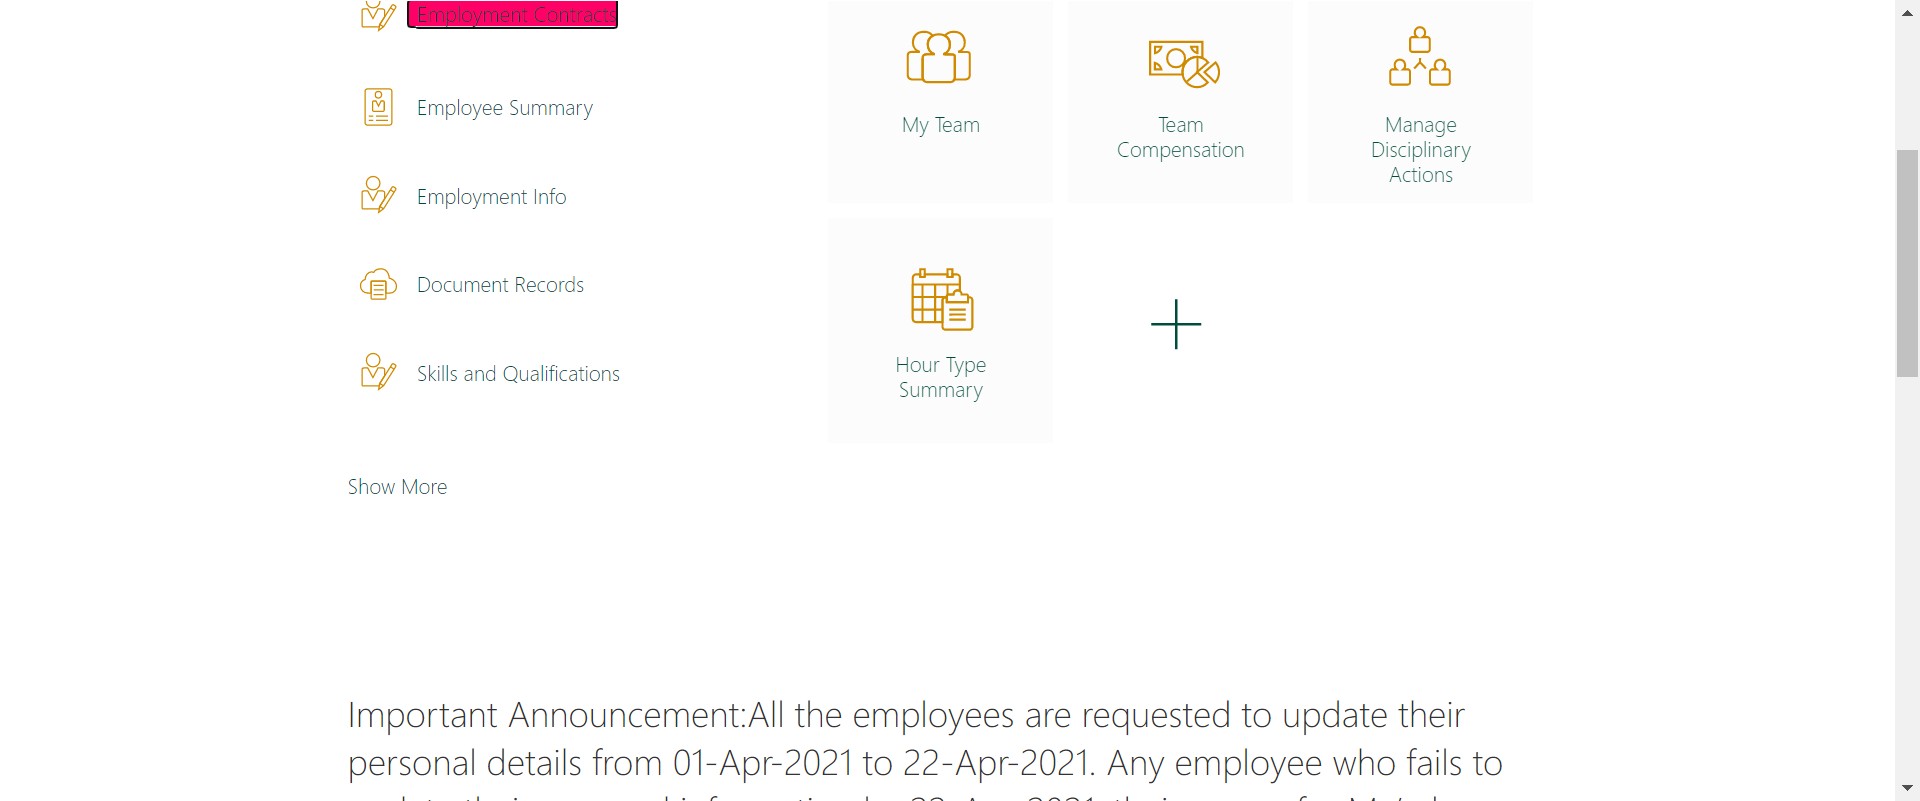 Employment Contracts
Employee Summary
Employment Info
Document Records
Skills and Qualifications
Show More
My Team
Team
Compensation
Manage
Disciplinary
Actions
Hour Type
Summary
Important Announcement:All the employees are requested to update their
personal details from 01-Apr-2021 to 22-Apr-2021. Any employee who fails to